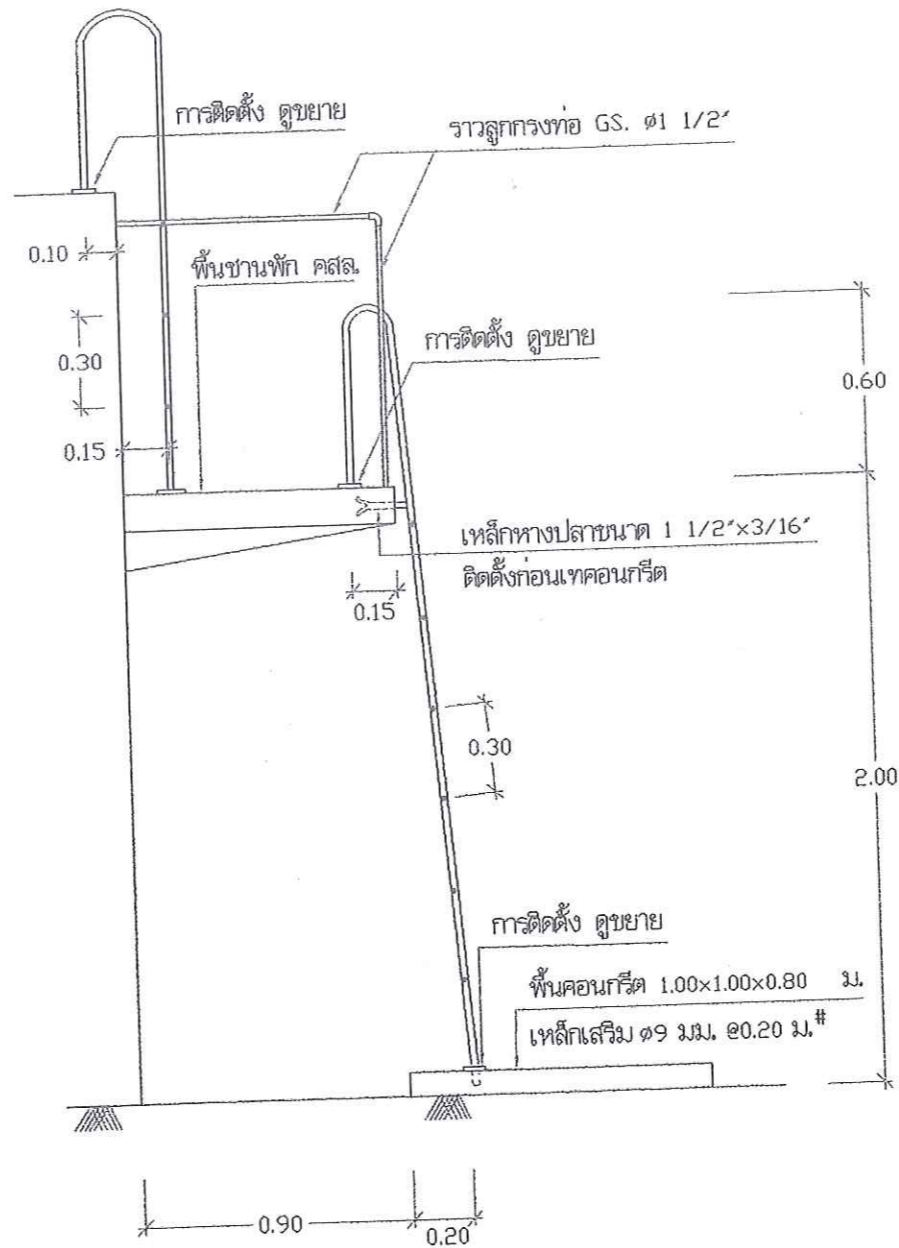 การติดตั้ง ดูขยาย
ราวลูกกรงท่อ GS. ø1 1/2"
0.10
พื้นชานพัก คสล.
การติดตั้ง ดูขยาย
0.30
0.60
0.15
เหล็กหางปลาขนาด 1 1/2"×3/16"
ติดตั้งก่อนเทคอนกรีต
0.15
0.30
2.00
การติดตั้ง ดูขยาย
พื้นคอนกรีต 1.00×1.00×0.80 ม.
เหล็กเสริม ø9 มม. @0.20 ม.#
0.90
0.20